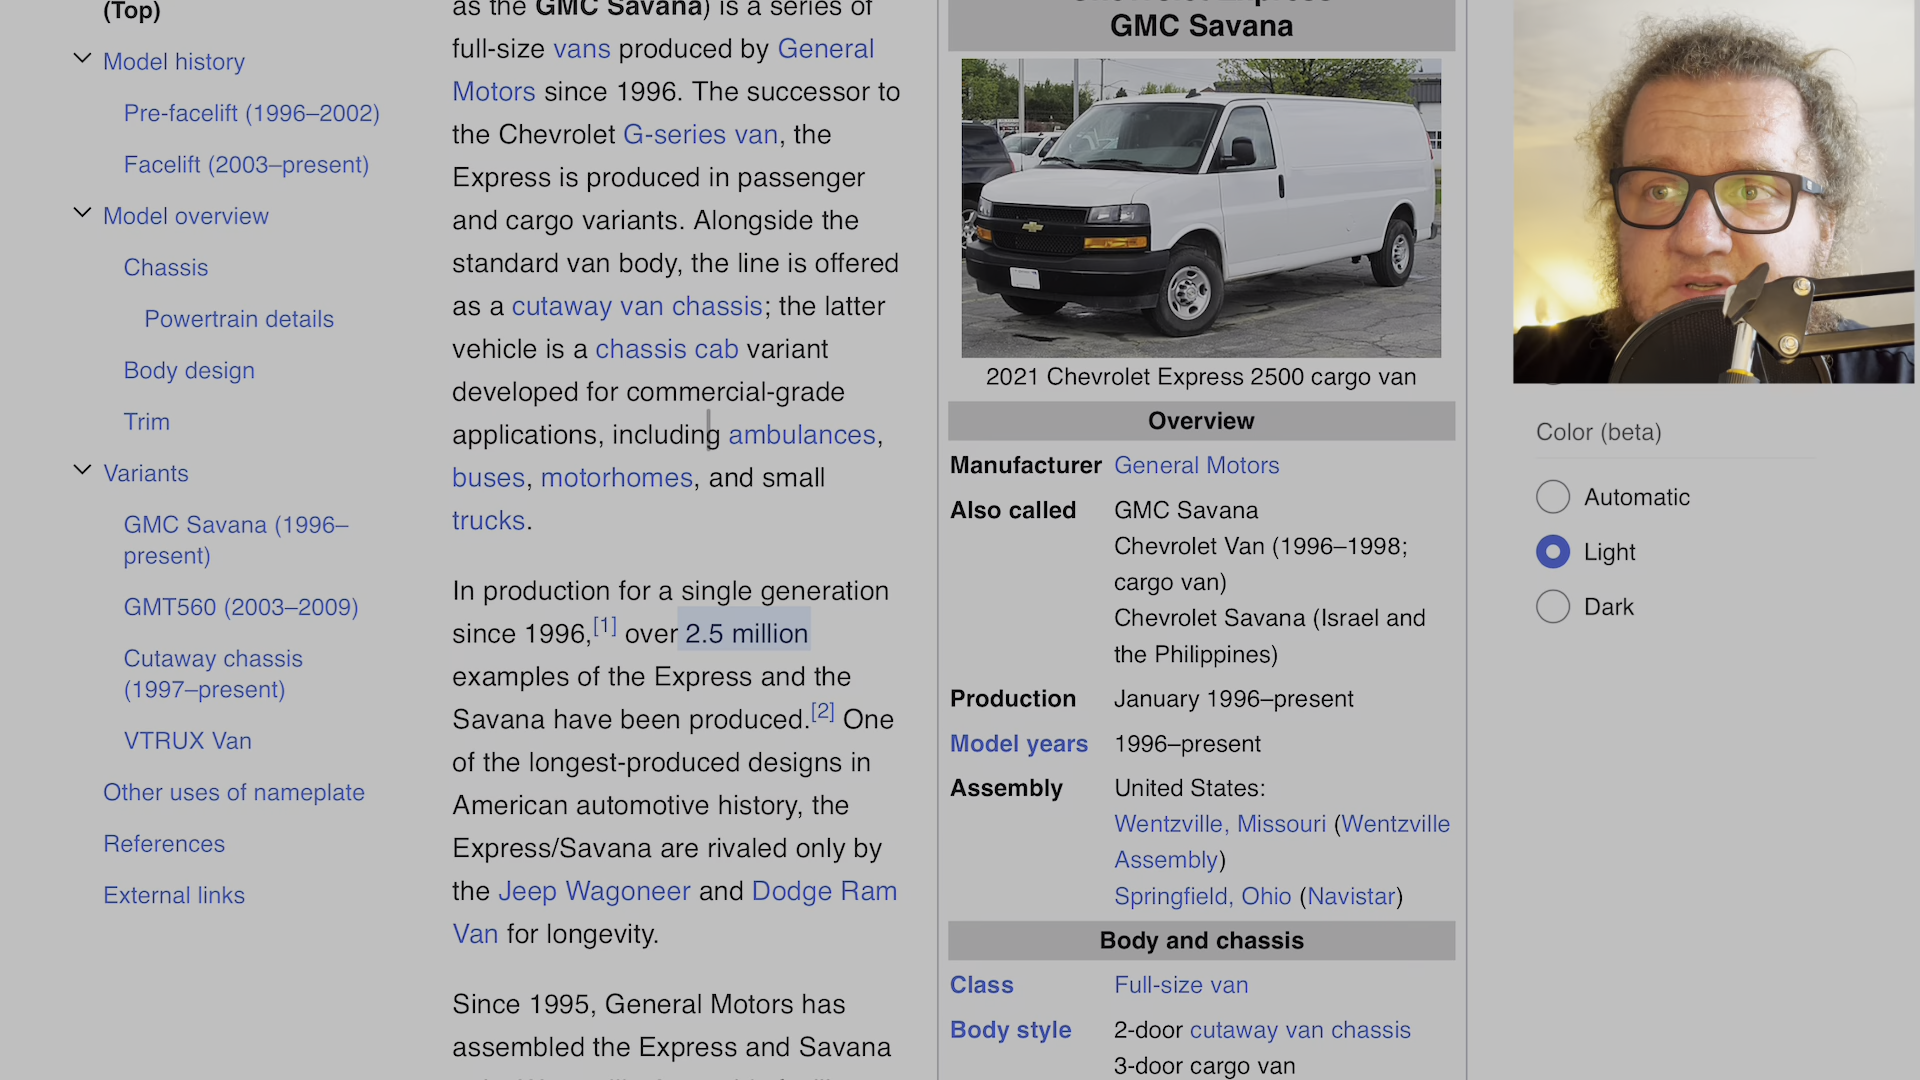 (Top)
Model history
Pre-facelift (1996–2002)
Facelift (2003–present)
Model overview
Chassis
Powertrain details
Body design
Trim
Variants
GMC Savana (1996–
present)
GMT560 (2003–2009)
Cutaway chassis
(1997–present)
VTRUX Van
Other uses of nameplate
References
External links
as the GMC Savana) is a series of
full-size vans produced by General
Motors since 1996. The successor to
the Chevrolet G-series van, the
Express is produced in passenger
and cargo variants. Alongside the
standard van body, the line is offered
as a cutaway van chassis; the latter
vehicle is a chassis cab variant
developed for commercial-grade
applications, including ambulances,
buses, motorhomes, and small
trucks.
In production for a single generation
since 1996,[1] over 2.5 million
examples of the Express and the
Savana have been produced.[2] One
of the longest-produced designs in
American automotive history, the
Express/Savana are rivaled only by
the Jeep Wagoneer and Dodge Ram
Van for longevity.
Since 1995, General Motors has
assembled the Express and Savana
GMC Savana
2021 Chevrolet Express 2500 cargo van
Overview
Manufacturer General Motors
Also called GMC Savana
Chevrolet Van (1996–1998;
cargo van)
Chevrolet Savana (Israel and
the Philippines)
Production January 1996–present
Model years 1996–present
Assembly United States:
Wentzville, Missouri (Wentzville
Assembly)
Springfield, Ohio (Navistar)
Body and chassis
Class Full-size van
Body style 2-door cutaway van chassis
3-door cargo van
Color (beta)
Automatic
Light
Dark